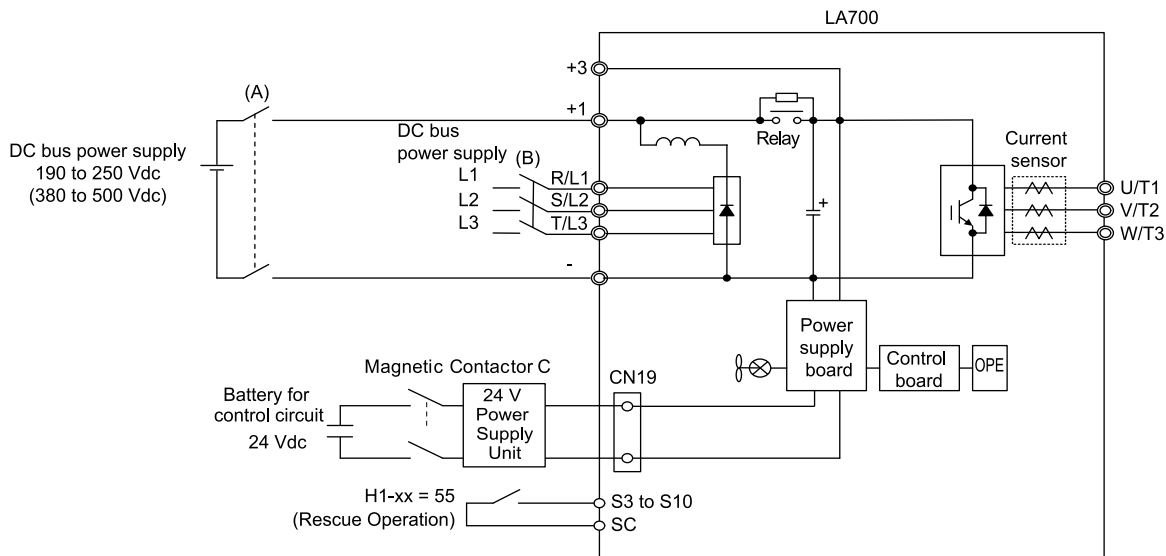 LA700
+3
(A)
+1
DC bus power supply
190 to 250 Vdc
(380 to 500 Vdc)
DC bus
power supply
(B)
L1
L2
L3
R/L1
S/L2
T/L3
-
Relay
+
Current
sensor
U/T1
V/T2
W/T3
Power
supply
board
Control
board
OPE
Magnetic Contactor C
CN19
Battery for
control circuit
24 Vdc
24 V
Power
Supply
Unit
H1-xx = 55
(Rescue Operation)
S3 to S10
SC